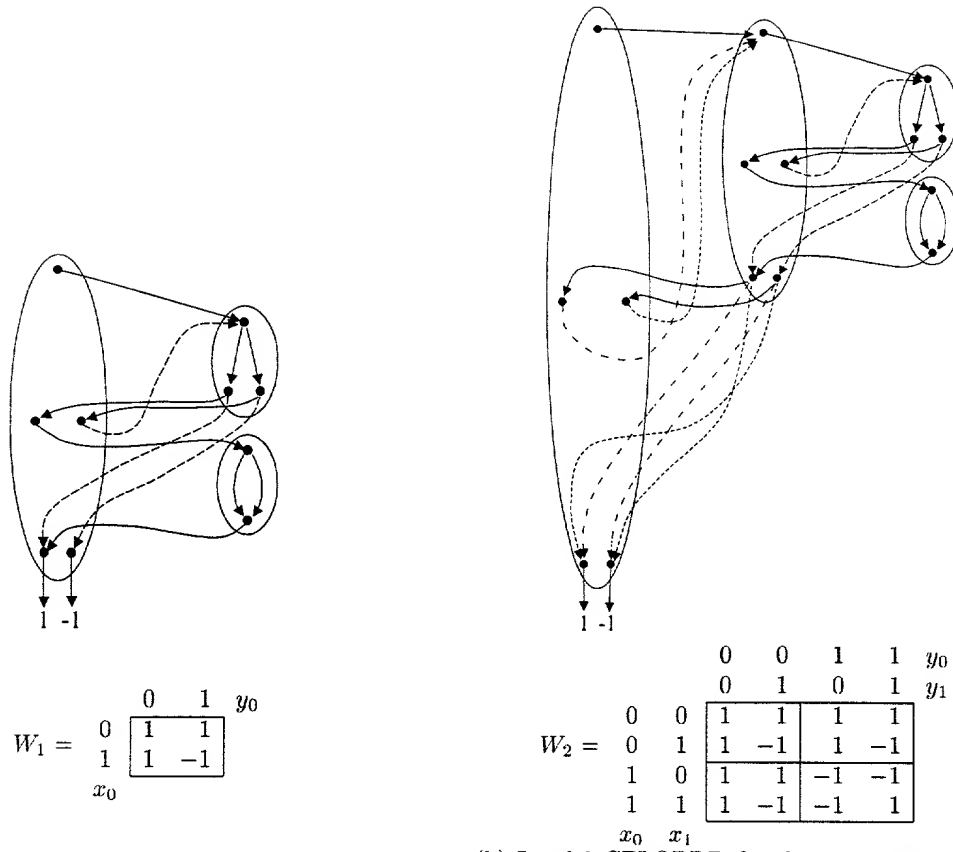 1 -1
1 -1
0 0 1 1 y₀
0 1 0 1 y₁
0 0 1 1 1 1
W₂ = 0 1 1 -1 1 -1
1 0 1 1 -1 -1
1 1 1 -1 -1 1
x₀ x₁
0 1 y₀
W₁ = 0 1 1
1 1 -1
x₀